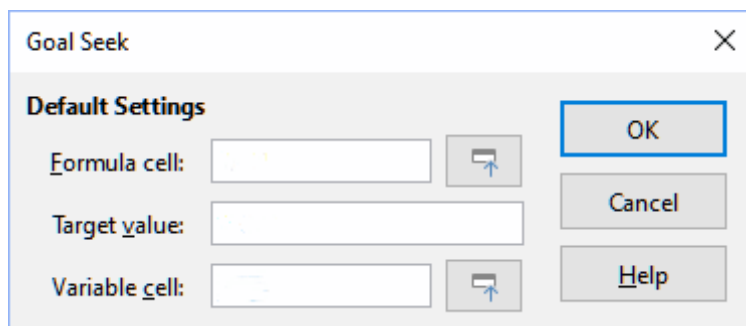 Goal Seek
Default Settings
Formula cell:
Target value:
Variable cell:
OK
Cancel
Help